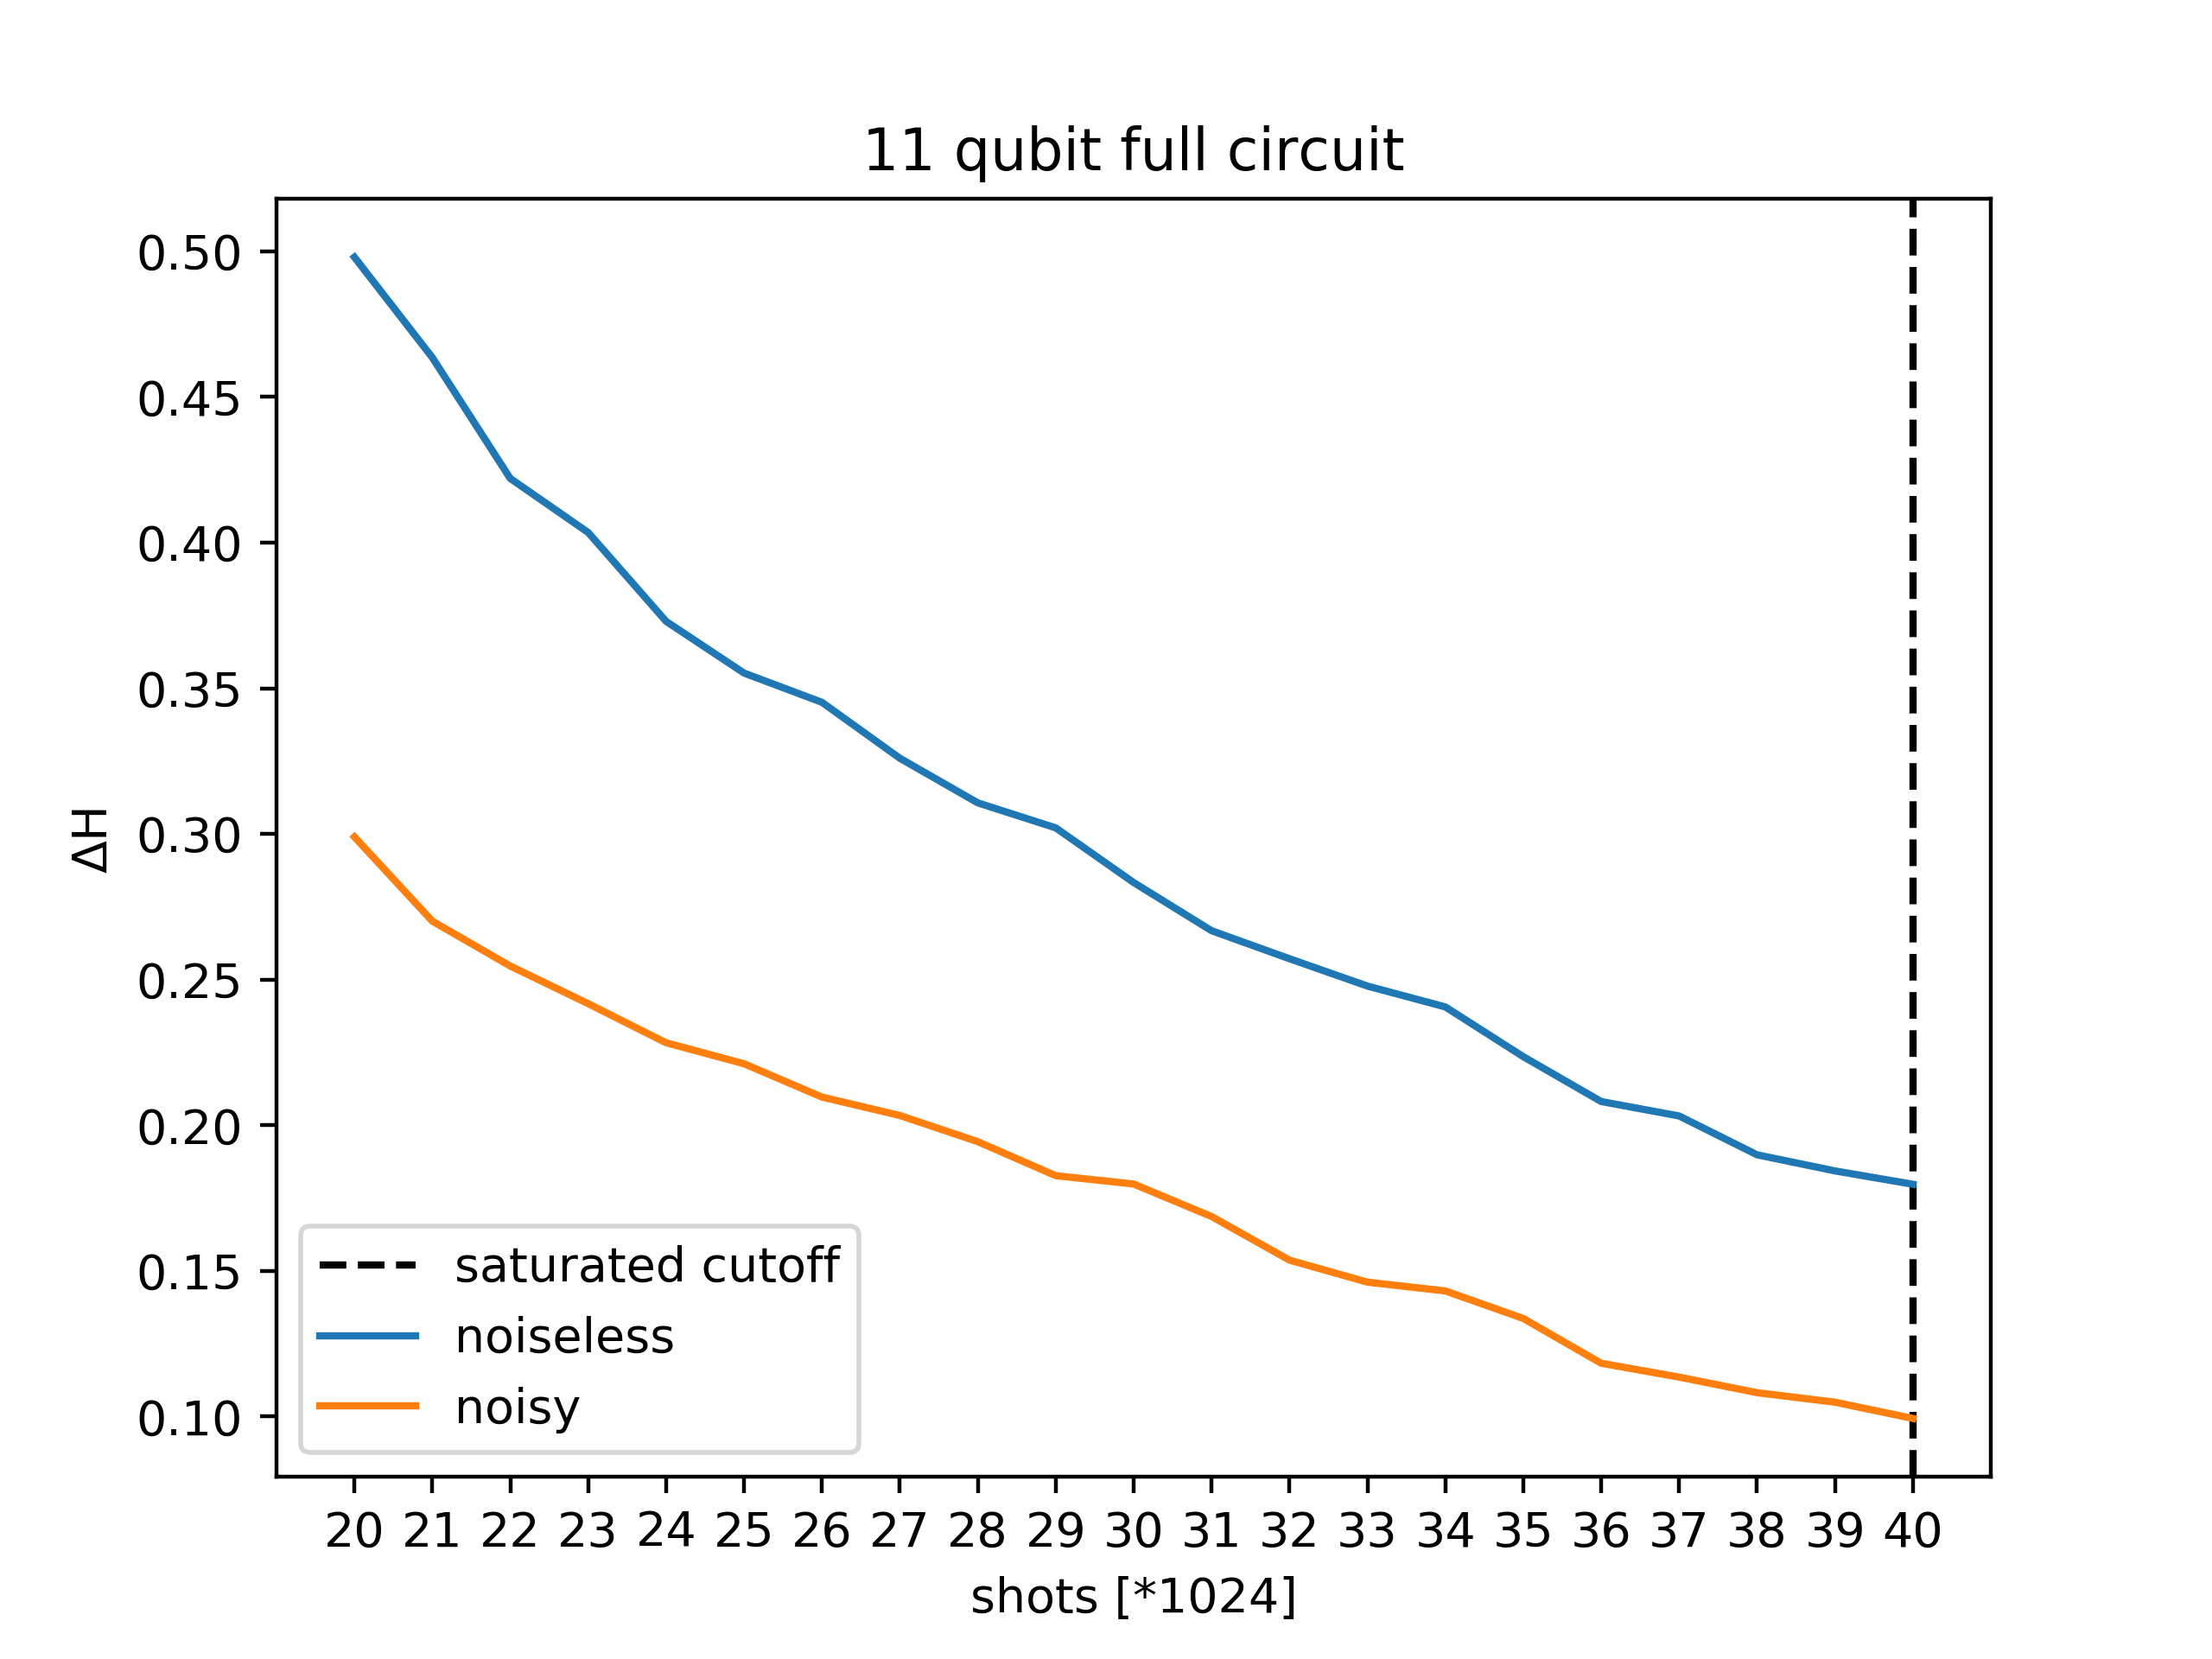 11 qubit full circuit
0.50
0.45
0.40
0.35
0.30
0.25
0.20
0.15
0.10
ΔH
saturated cutoff
noiseless
noisy
20 21 22 23 24 25 26 27 28 29 30 31 32 33 34 35 36 37 38 39 40
shots [*1024]